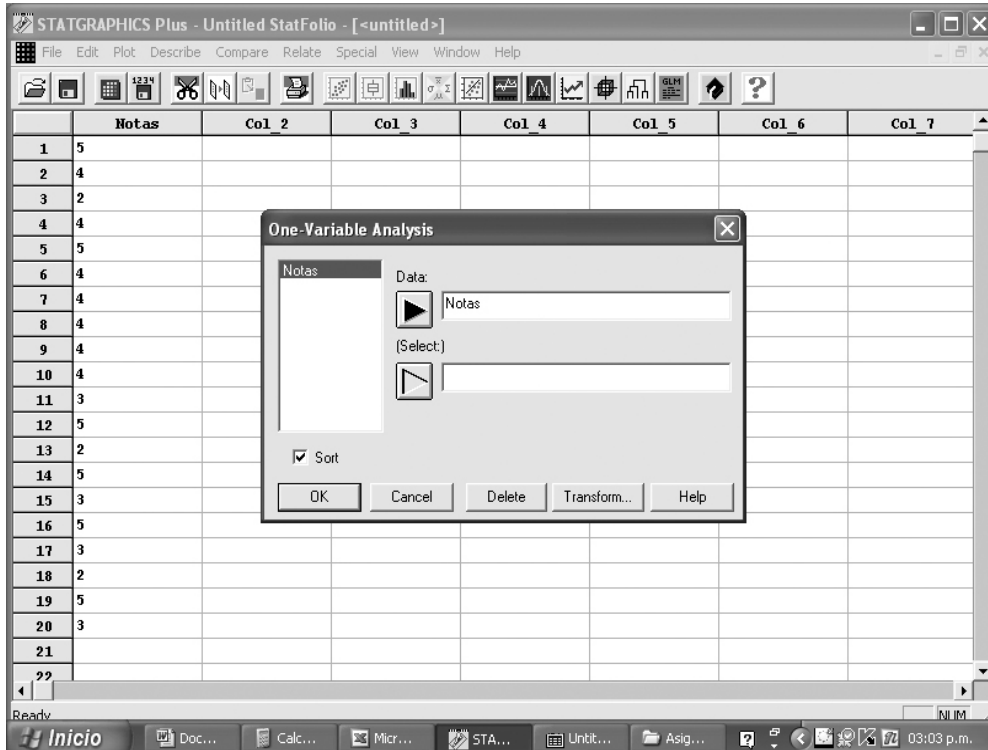 STATGRAPHICS Plus - Untitled StatFolio - [<untitled>]
File Edit Plot Describe Compare Relate Special View Window Help
1234
GLM
Notas Col_2 Col_3 Col_4 Col_5 Col_6 Col_7
1 5
2 4
3 2
4 4
5 5
6 4
7 4
8 4
9 4
10 4
11 3
12 5
13 2
14 5
15 3
16 5
17 3
18 2
19 5
20 3
21
22
One-Variable Analysis
Notas
Data:
Notas
(Select:)
Sort
OK Cancel Delete Transform... Help
Ready NUM
Inicio Doc... Calc... Micr... STA... Untit... Asig... 03:03 p.m.